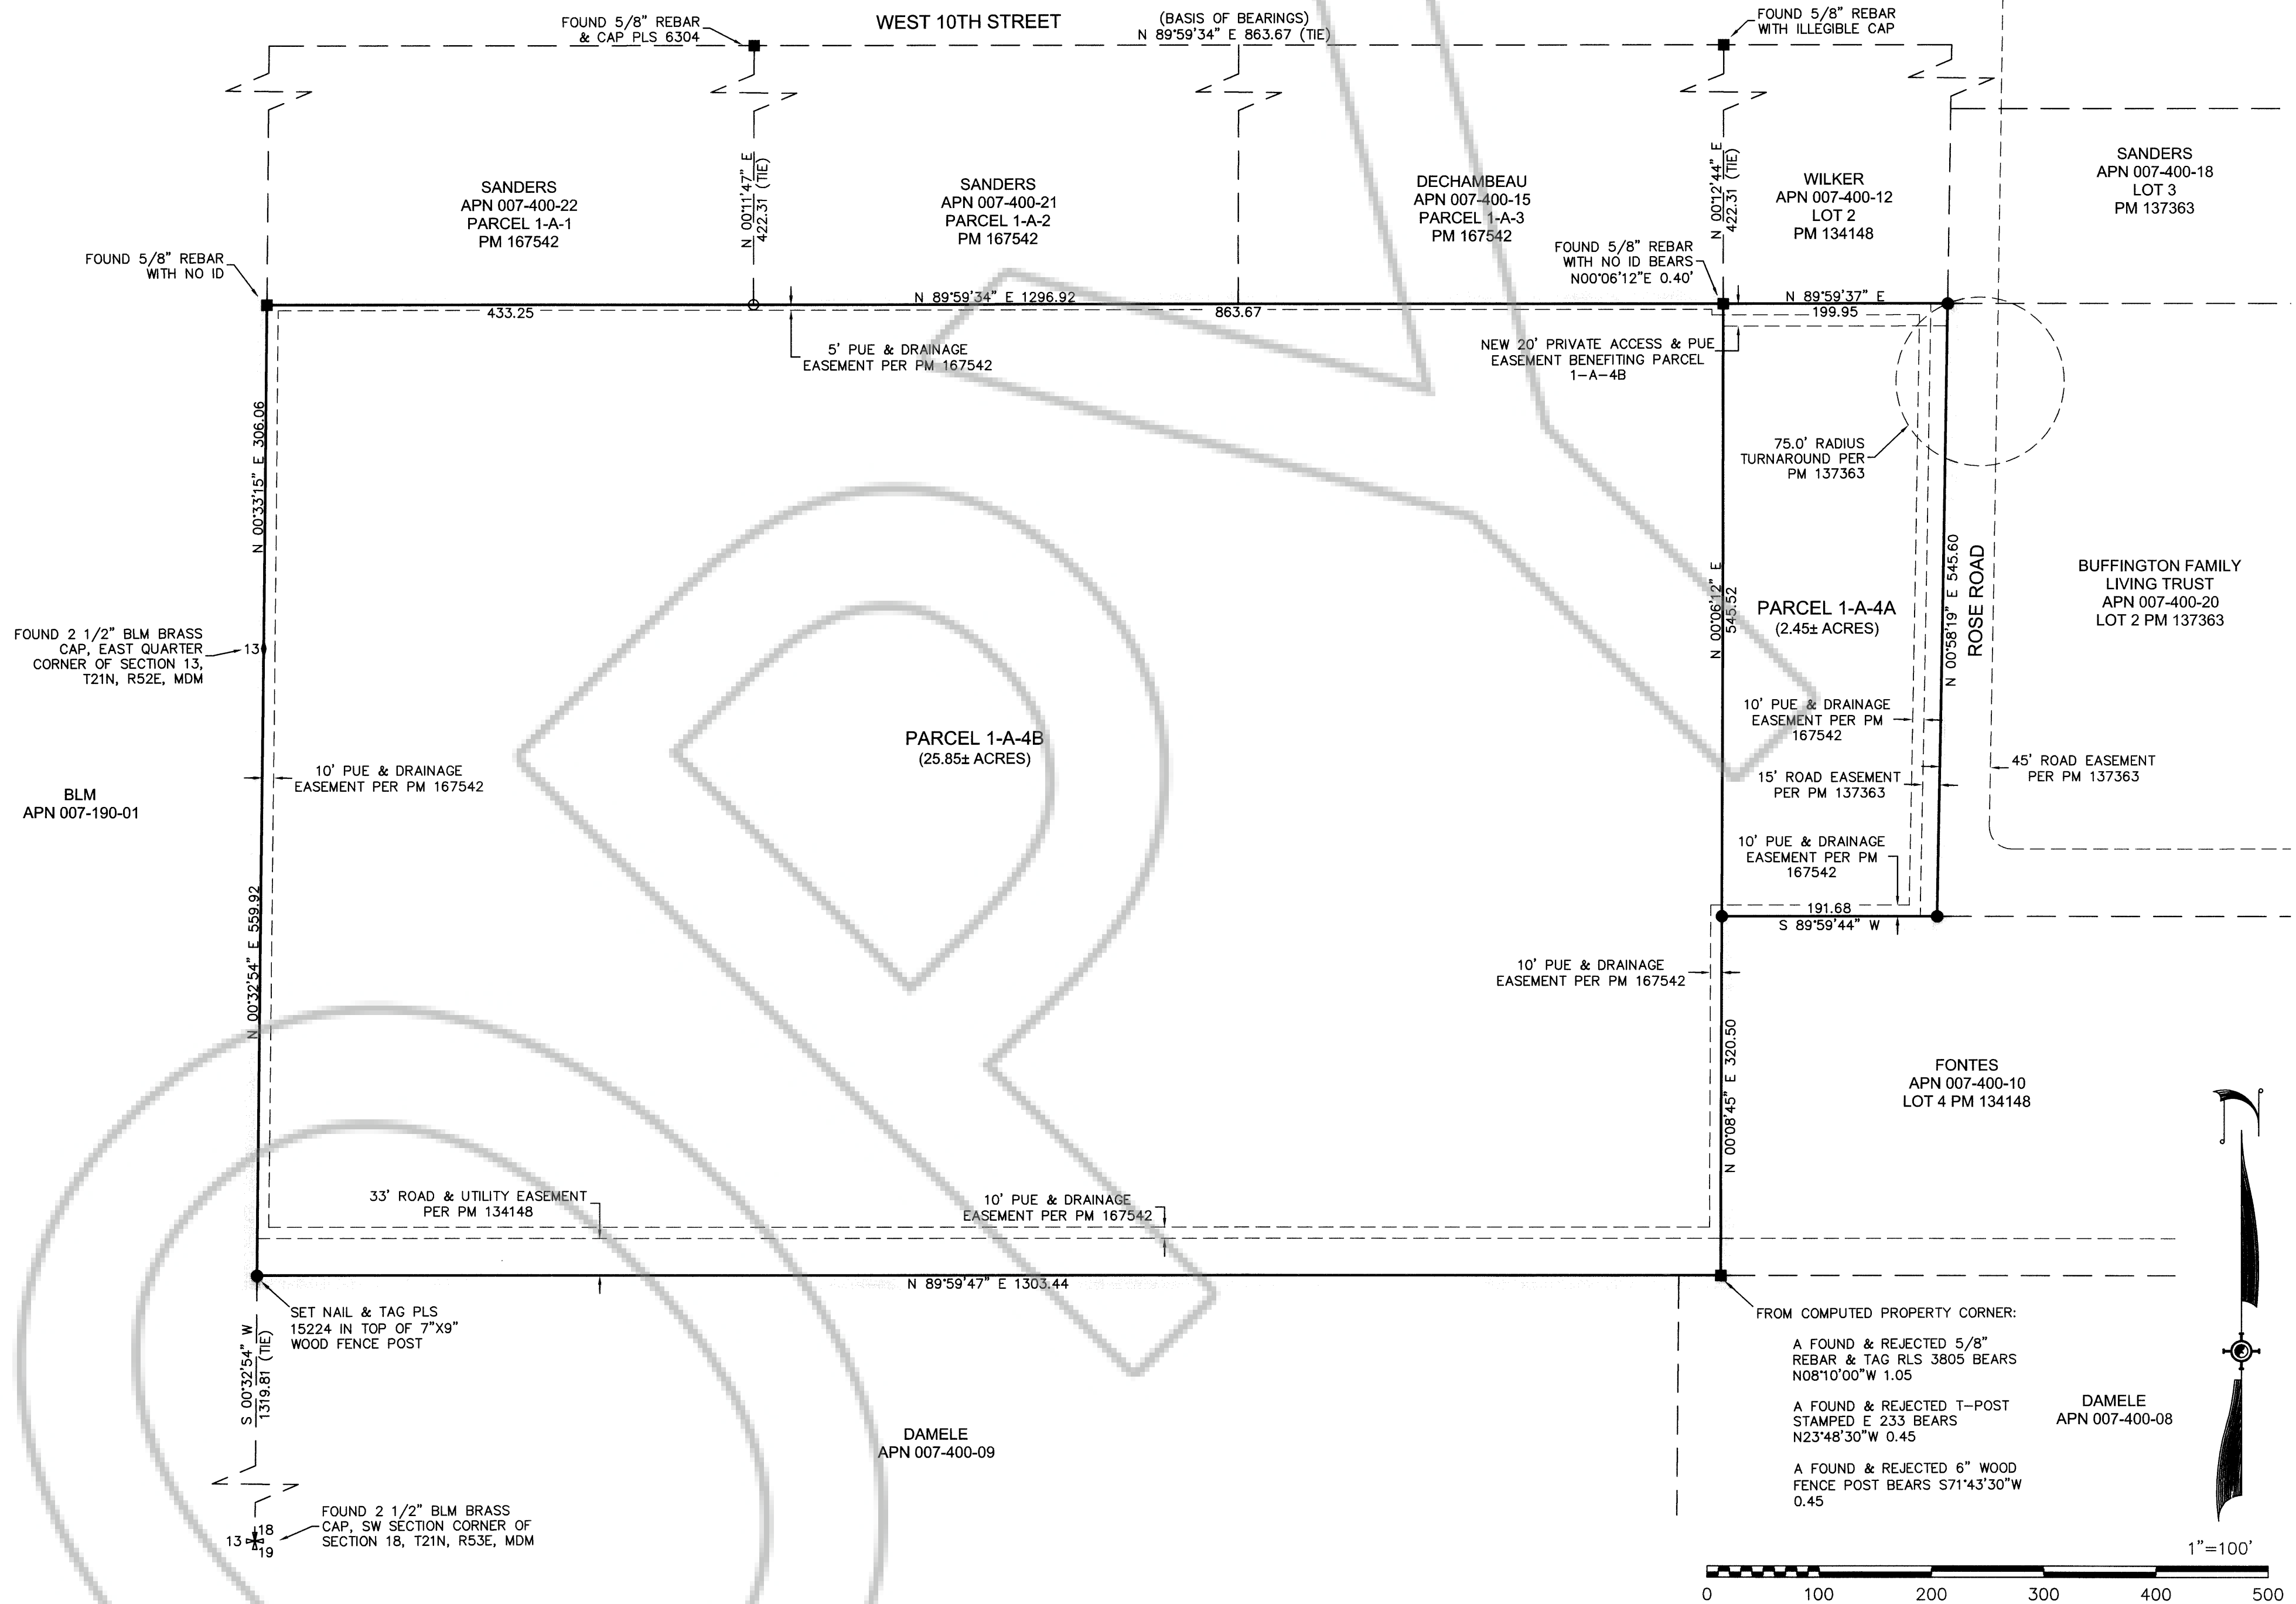 FOUND 5/8" REBAR
& CAP PLS 6304
WEST 10TH STREET
(BASIS OF BEARINGS)
N 89°59'34" E 863.67 (TIE)
FOUND 5/8" REBAR
WITH ILLEGIBLE CAP
SANDERS
APN 007-400-22
PARCEL 1-A-1
PM 167542
N 00°11'47" E
422.31 (TIE)
SANDERS
APN 007-400-21
PARCEL 1-A-2
PM 167542
DECHAMBEAU
APN 007-400-15
PARCEL 1-A-3
PM 167542
N 00°12'44" E
422.31 (TIE)
WILKER
APN 007-400-12
LOT 2
PM 134148
SANDERS
APN 007-400-18
LOT 3
PM 137363
FOUND 5/8" REBAR
WITH NO ID
FOUND 5/8" REBAR
WITH NO ID BEARS
N00°06'12"E 0.40'
N 89°59'34" E 1296.92
433.25
863.67
N 89°59'37" E
199.95
5' PUE & DRAINAGE
EASEMENT PER PM 167542
NEW 20' PRIVATE ACCESS & PUE
EASEMENT BENEFITING PARCEL
1-A-4B
N 00°33'15" E 306.06
75.0' RADIUS
TURNAROUND PER
PM 137363
N 00°06'12" E
545.52
PARCEL 1-A-4A
(2.45± ACRES)
N 00°58'19" E 545.60
ROSE ROAD
BUFFINGTON FAMILY
LIVING TRUST
APN 007-400-20
LOT 2 PM 137363
FOUND 2 1/2" BLM BRASS
CAP, EAST QUARTER
CORNER OF SECTION 13,
T21N, R52E, MDM
13
PARCEL 1-A-4B
(25.85± ACRES)
10' PUE & DRAINAGE
EASEMENT PER PM
167542
BLM
APN 007-190-01
10' PUE & DRAINAGE
EASEMENT PER PM 167542
15' ROAD EASEMENT
PER PM 137363
45' ROAD EASEMENT
PER PM 137363
10' PUE & DRAINAGE
EASEMENT PER PM
167542
N 00°32'54" E 559.92
191.68
S 89°59'44" W
10' PUE & DRAINAGE
EASEMENT PER PM 167542
N 00°08'45" E 320.50
FONTES
APN 007-400-10
LOT 4 PM 134148
33' ROAD & UTILITY EASEMENT
PER PM 134148
10' PUE & DRAINAGE
EASEMENT PER PM 167542
N 89°59'47" E 1303.44
SET NAIL & TAG PLS
15224 IN TOP OF 7"X9"
WOOD FENCE POST
S 00°32'54" W
1319.81 (TIE)
FROM COMPUTED PROPERTY CORNER:
A FOUND & REJECTED 5/8"
REBAR & TAG RLS 3805 BEARS
N08°10'00"W 1.05
A FOUND & REJECTED T-POST
STAMPED E 233 BEARS
N23°48'30"W 0.45
A FOUND & REJECTED 6" WOOD
FENCE POST BEARS S71°43'30"W
0.45
DAMELE
APN 007-400-08
DAMELE
APN 007-400-09
FOUND 2 1/2" BLM BRASS
CAP, SW SECTION CORNER OF
SECTION 18, T21N, R53E, MDM
18
13
19
1"=100'
0 100 200 300 400 500